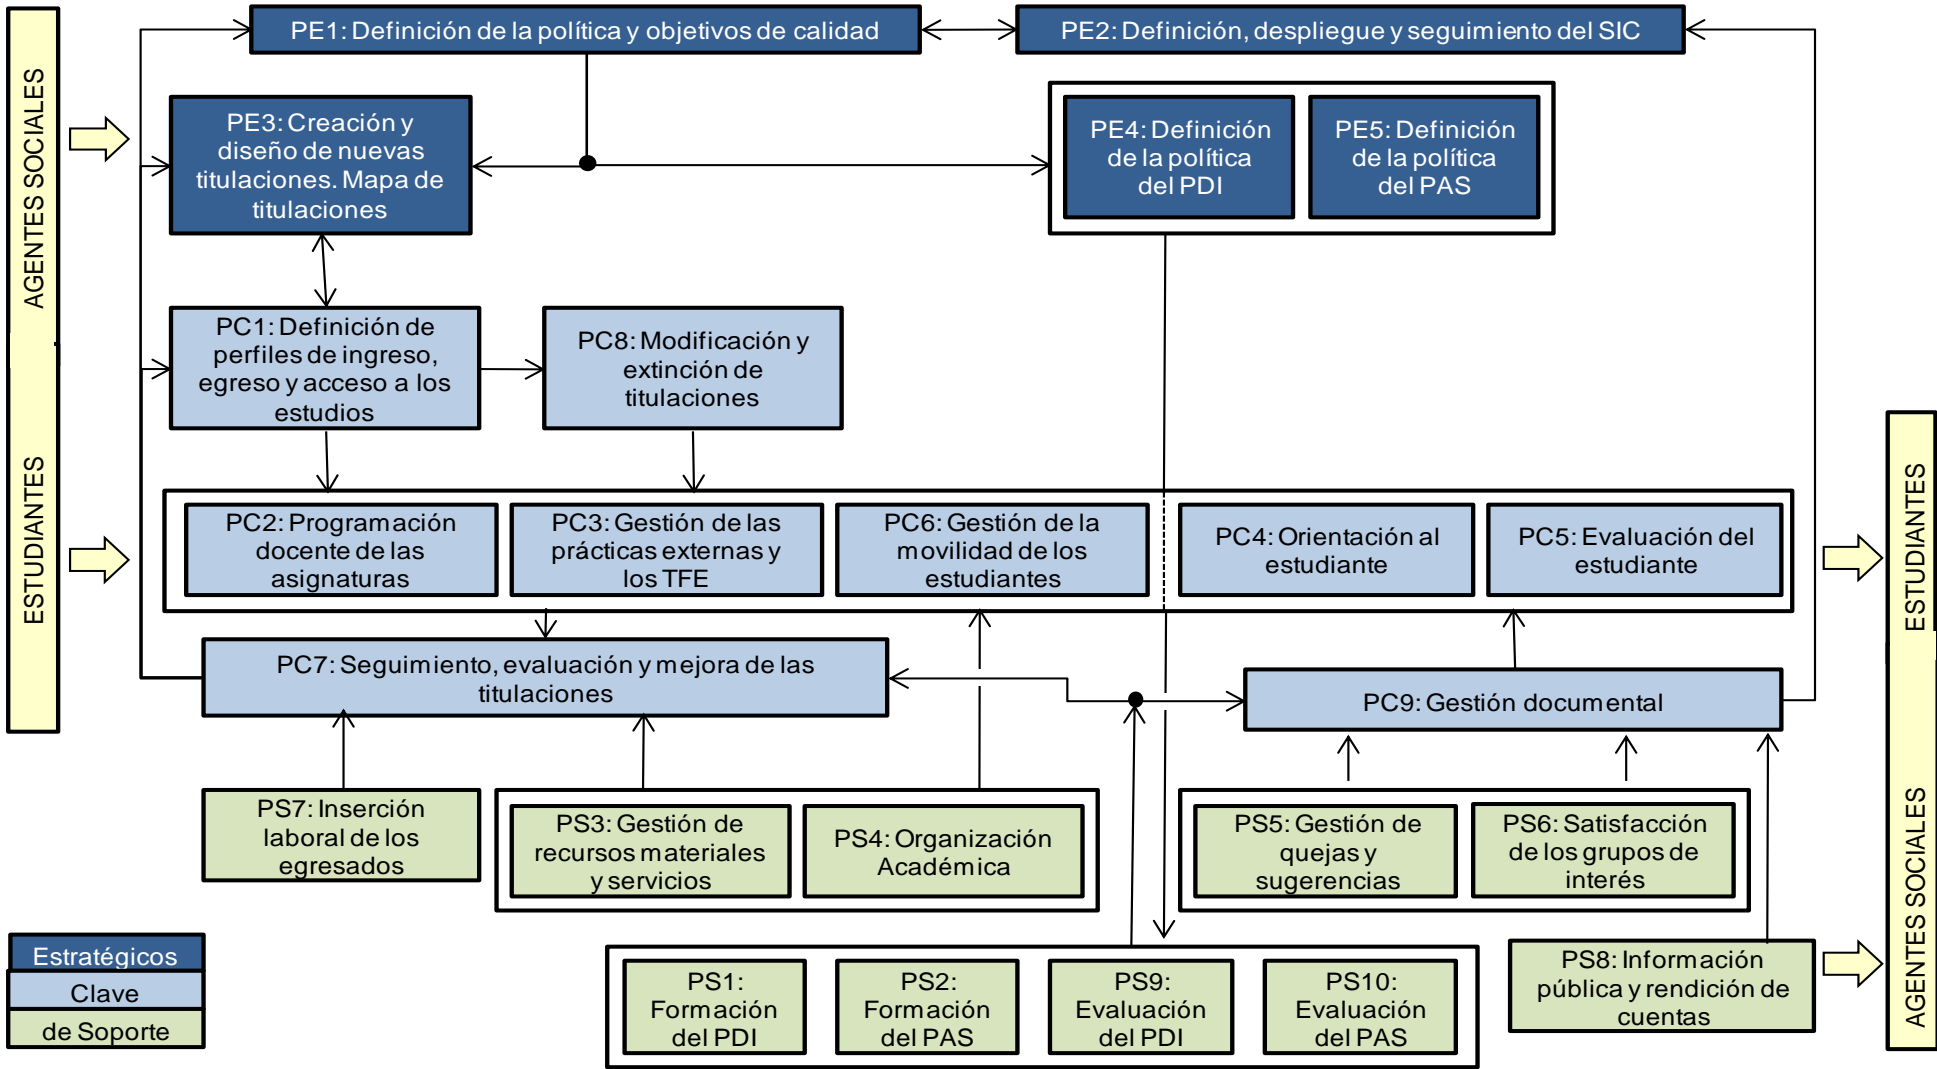 AGENTES SOCIALES
ESTUDIANTES
PE1: Definición de la política y objetivos de calidad
PE2: Definición, despliegue y seguimiento del SIC
PE3: Creación y
diseño de nuevas
titulaciones. Mapa de
titulaciones
PE4: Definición
de la política
del PDI
PE5: Definición
de la política
del PAS
PC1: Definición de
perfiles de ingreso,
egreso y acceso a los
estudios
PC8: Modificación y
extinción de
titulaciones
PC2: Programación
docente de las
asignaturas
PC3: Gestión de las
prácticas externas y
los TFE
PC6: Gestión de la
movilidad de los
estudiantes
PC4: Orientación al
estudiante
PC5: Evaluación del
estudiante
PC7: Seguimiento, evaluación y mejora de las
titulaciones
PC9: Gestión documental
PS7: Inserción
laboral de los
egresados
PS3: Gestión de
recursos materiales
y servicios
PS4: Organización
Académica
PS5: Gestión de
quejas y
sugerencias
PS6: Satisfacción
de los grupos de
interés
PS1:
Formación
del PDI
PS2:
Formación
del PAS
PS9:
Evaluación
del PDI
PS10:
Evaluación
del PAS
PS8: Información
pública y rendición de
cuentas
Estratégicos
Clave
de Soporte
ESTUDIANTES
AGENTES SOCIALES